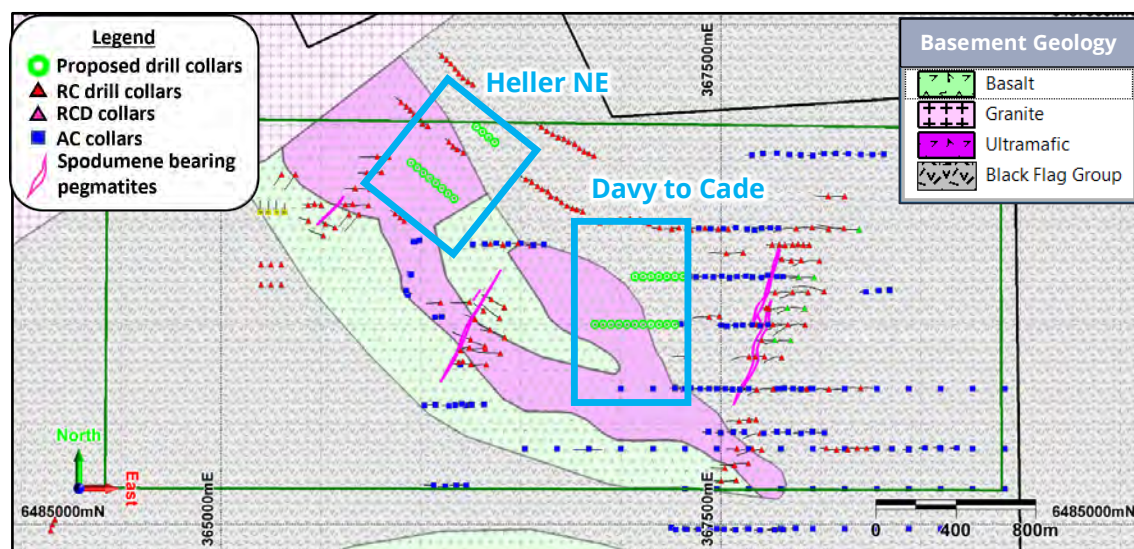 Legend
Proposed drill collars
RC drill collars
RCD collars
AC collars
Spodumene bearing
pegmatites
Heller NE
Davy to Cade
367500mE
6487500mN
Basement Geology
Basalt
Granite
Ultramafic
Black Flag Group
North
East
6485000mN
365000mE
367500mE
6485000mN
0 400 800m